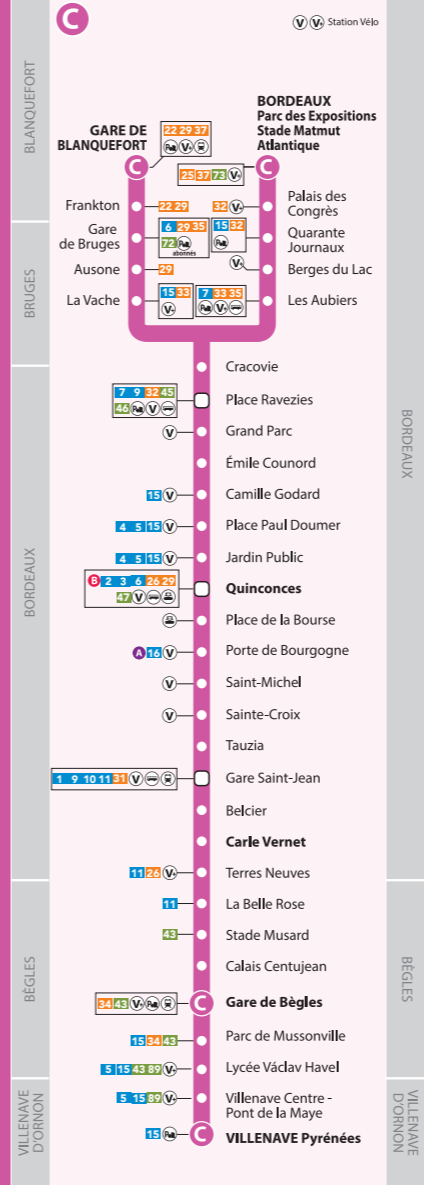 C
V V+ Station Vélo
BLANQUEFORT
GARE DE
BLANQUEFORT
22 29 37
P+R V+
BORDEAUX
Parc des Expositions
Stade Matmut
Atlantique
C
25 37 73 V+
C
Frankton
22 29
32 V+
Palais des
Congrès
BRUGES
Gare
de Bruges
6 29 35
72 P+R
abonnés
15 32
P+R
Quarante
Journaux
Ausone
29
V+
Berges du Lac
La Vache
15 33
V+
7 33 35
P+R V+
Les Aubiers
BORDEAUX
BORDEAUX
Cracovie
7 9 32 45
46 P+R V
Place Ravezies
V
Grand Parc
Émile Counord
15 V
Camille Godard
4 5 15 V
Place Paul Doumer
4 5 15 V
Jardin Public
B 2 3 6 26 29
47 V
Quinconces
Place de la Bourse
A 16 V
Porte de Bourgogne
V
Saint-Michel
V
Sainte-Croix
Tauzia
1 9 10 11 31 V
Gare Saint-Jean
Belcier
Carle Vernet
11 26 V+
Terres Neuves
BÈGLES
BÈGLES
11
La Belle Rose
43
Stade Musard
Calais Centujean
34 43 V+ P+R
C
Gare de Bègles
15 34 43
Parc de Mussonville
5 15 43 89 V+
Lycée Václav Havel
VILLENAVE
D'ORNON
VILLENAVE
D'ORNON
5 15 89 V+
Villenave Centre -
Pont de la Maye
15 P+R
C
VILLENAVE Pyrénées